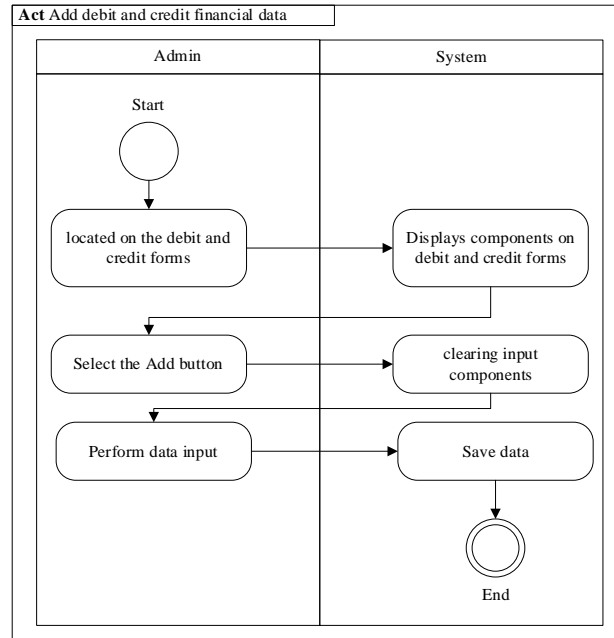 Act Add debit and credit financial data
Admin
System
Start
located on the debit and
credit forms
Displays components on
debit and credit forms
Select the Add button
clearing input
components
Perform data input
Save data
End